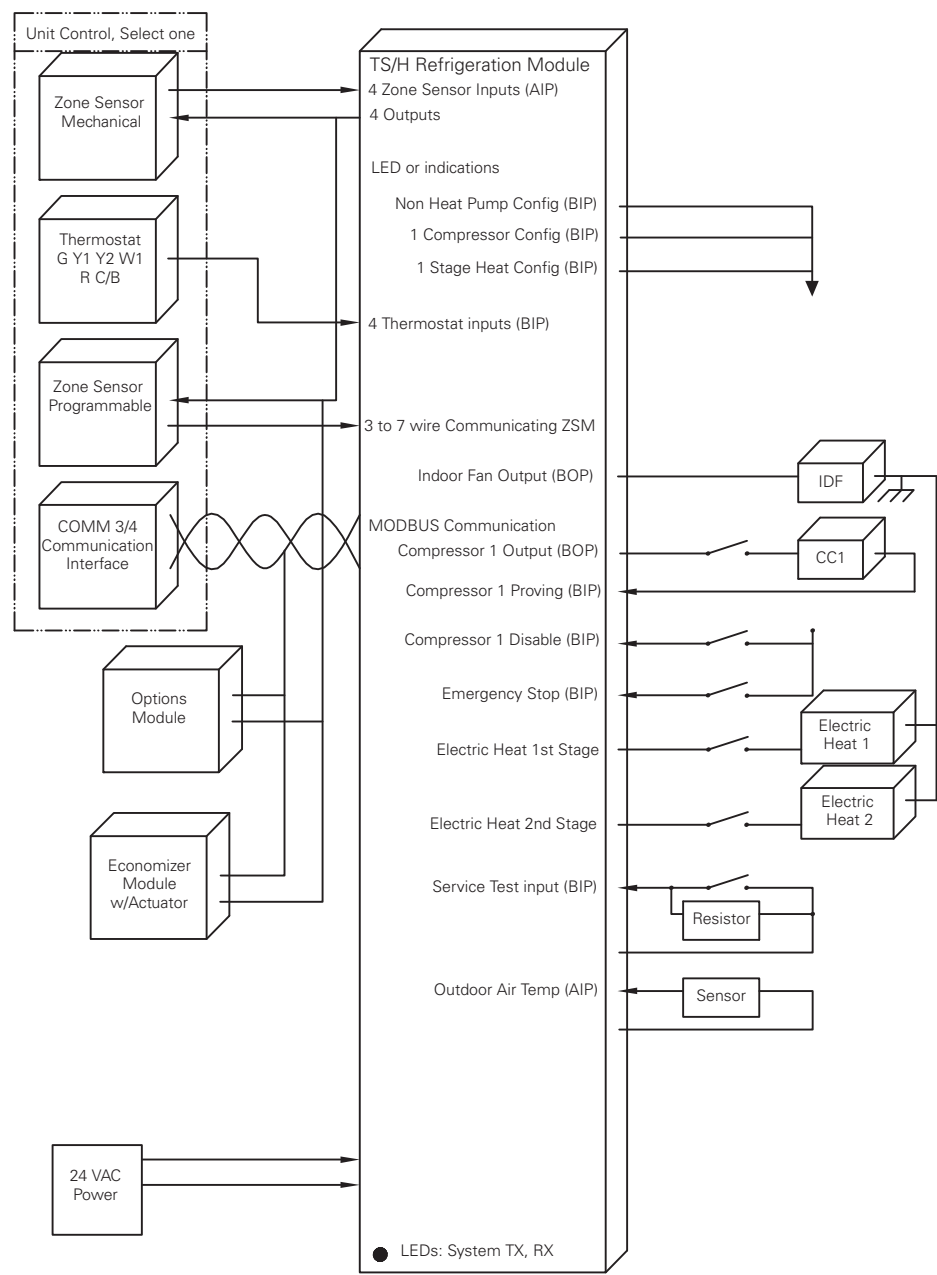 Unit Control, Select one
Zone Sensor
Mechanical
Thermostat
G Y1 Y2 W1
R C/B
Zone Sensor
Programmable
COMM 3/4
Communication
Interface
Options
Module
Economizer
Module
w/Actuator
24 VAC
Power
TS/H Refrigeration Module
4 Zone Sensor Inputs (AIP)
4 Outputs
LED or indications
Non Heat Pump Config (BIP)
1 Compressor Config (BIP)
1 Stage Heat Config (BIP)
4 Thermostat inputs (BIP)
3 to 7 wire Communicating ZSM
Indoor Fan Output (BOP)
MODBUS Communication
Compressor 1 Output (BOP)
Compressor 1 Proving (BIP)
Compressor 1 Disable (BIP)
Emergency Stop (BIP)
Electric Heat 1st Stage
Electric Heat 2nd Stage
Service Test input (BIP)
Outdoor Air Temp (AIP)
LEDs: System TX, RX
IDF
CC1
Electric
Heat 1
Electric
Heat 2
Resistor
Sensor